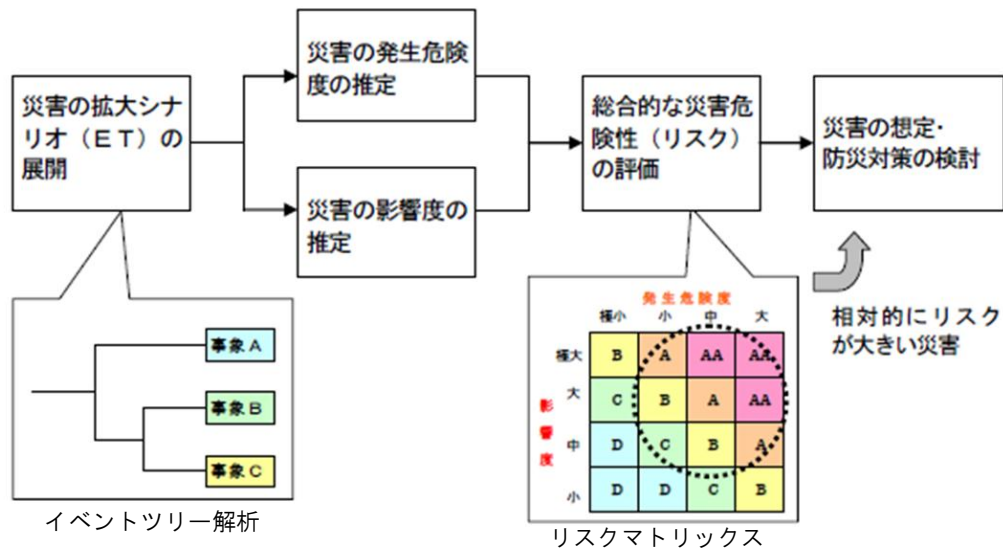 災害の拡大シナ
リオ(ET)の
展開
災害の発生危険
度の推定
災害の影響度の
推定
総合的な災害危
険性(リスク)
の評価
災害の想定・
防災対策の検討
相対的にリスク
が大きい災害
事象A
事象B
事象C
イベントツリー解析
発生危険度
極小 小 中 大
影響度
極大 B A AA AA
大 C B A AA
中 D C B A
小 D D C B
リスクマトリックス